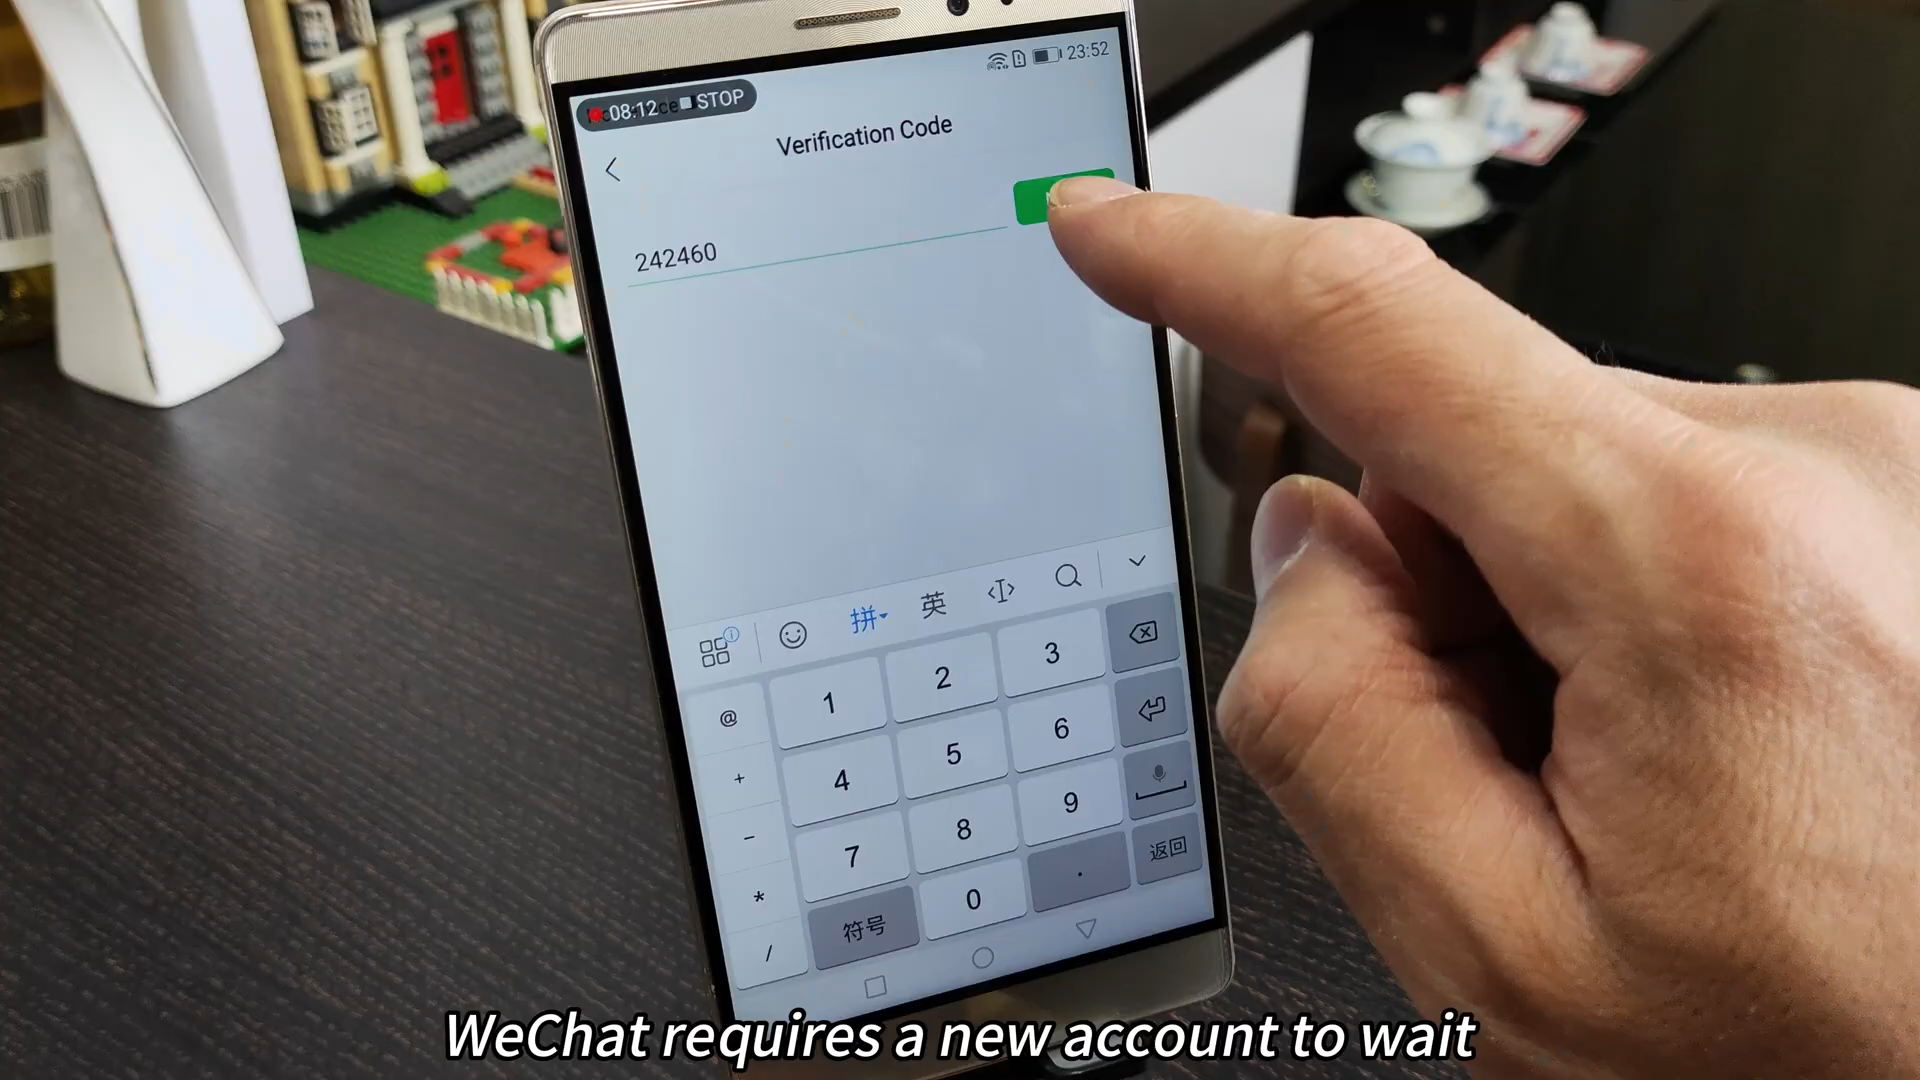 08:12 STOP
23:52
Verification Code
242460
拼 英
@
1 2 3
+
4 5 6
-
7 8 9
*
符号 0 . 返回
/
WeChat requires a new account to wait